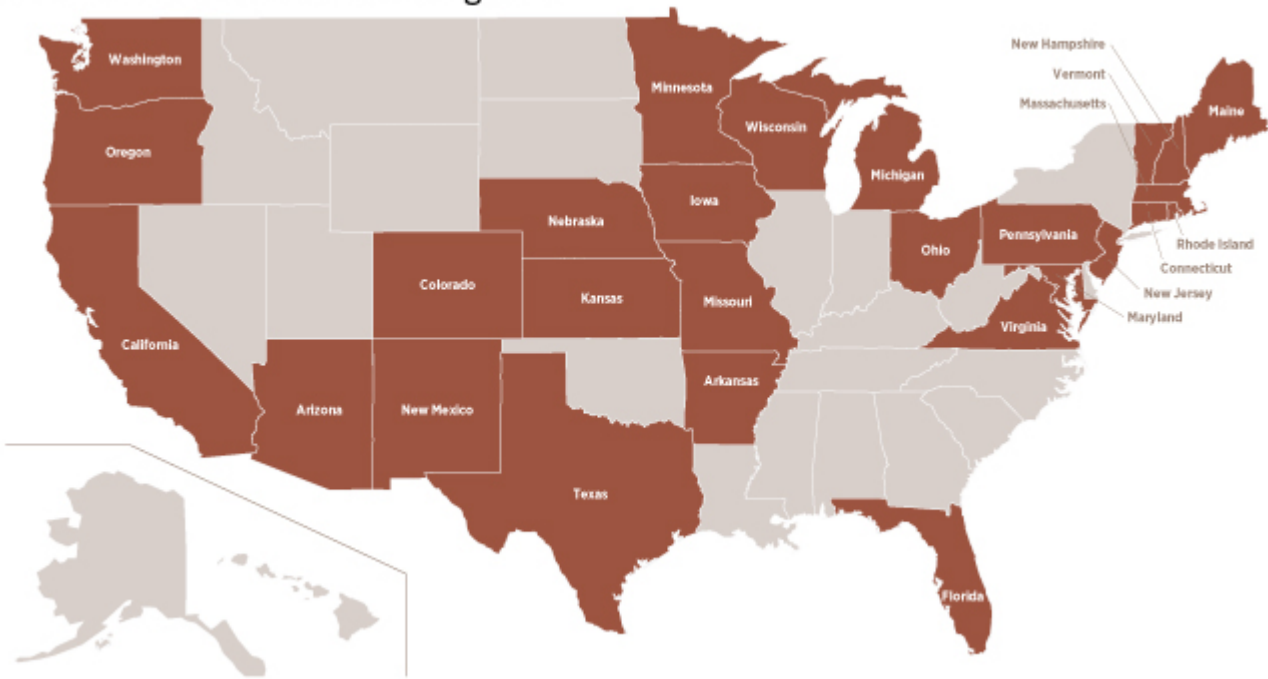 Washington
New Hampshire
Vermont
Minnesota
Massachusetts
Maine
Wisconsin
Oregon
Michigan
Iowa
Nebraska
Pennsylvania
Rhode Island
Ohio
Connecticut
Colorado
Kansas
New Jersey
Missouri
Maryland
Virginia
California
Arkansas
Arizona
New Mexico
Texas
Florida